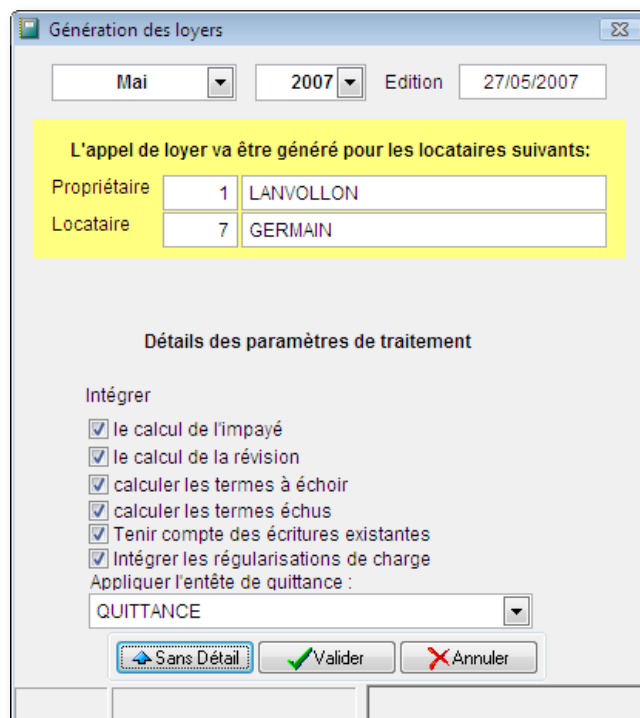 Génération des loyers
Mai 2007 Edition 27/05/2007
L'appel de loyer va être généré pour les locataires suivants:
Propriétaire 1 LANVOLLON
Locataire 7 GERMAIN
Détails des paramètres de traitement
Intégrer
le calcul de l'impayé
le calcul de la révision
calculer les termes à échoir
calculer les termes échus
Tenir compte des écritures existantes
Intégrer les régularisations de charge
Appliquer l'entête de quittance :
QUITTANCE
Sans Détail Valider Annuler